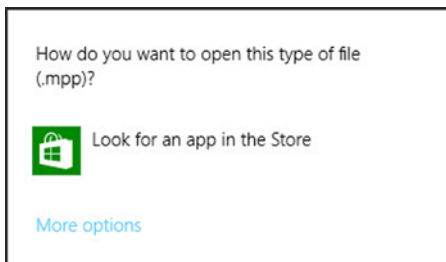 How do you want to open this type of file
(.mpp)?
Look for an app in the Store
More options